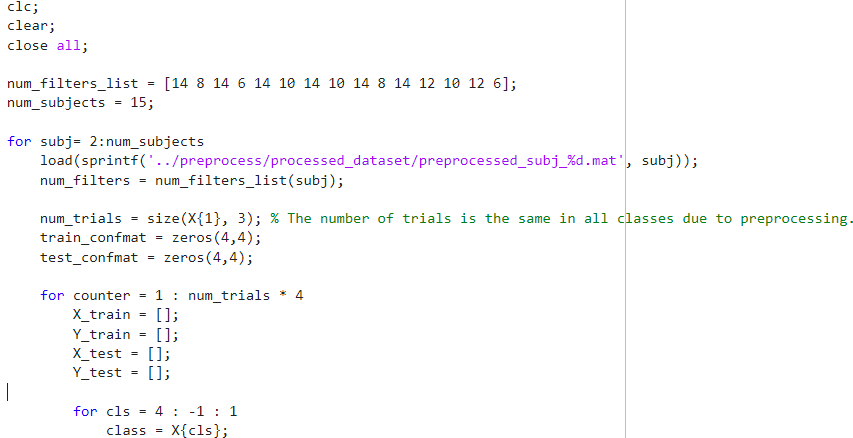 clc;
clear;
close all;
num_filters_list = [14 8 14 6 14 10 14 10 14 8 14 12 10 12 6];
num_subjects = 15;
for subj= 2:num_subjects
load(sprintf('../preprocess/processed_dataset/preprocessed_subj_%d.mat', subj));
num_filters = num_filters_list(subj);
num_trials = size(X{1}, 3); % The number of trials is the same in all classes due to preprocessing.
train_confmat = zeros(4,4);
test_confmat = zeros(4,4);
for counter = 1 : num_trials * 4
X_train = [];
Y_train = [];
X_test = [];
Y_test = [];
for cls = 4 : -1 : 1
class = X{cls};